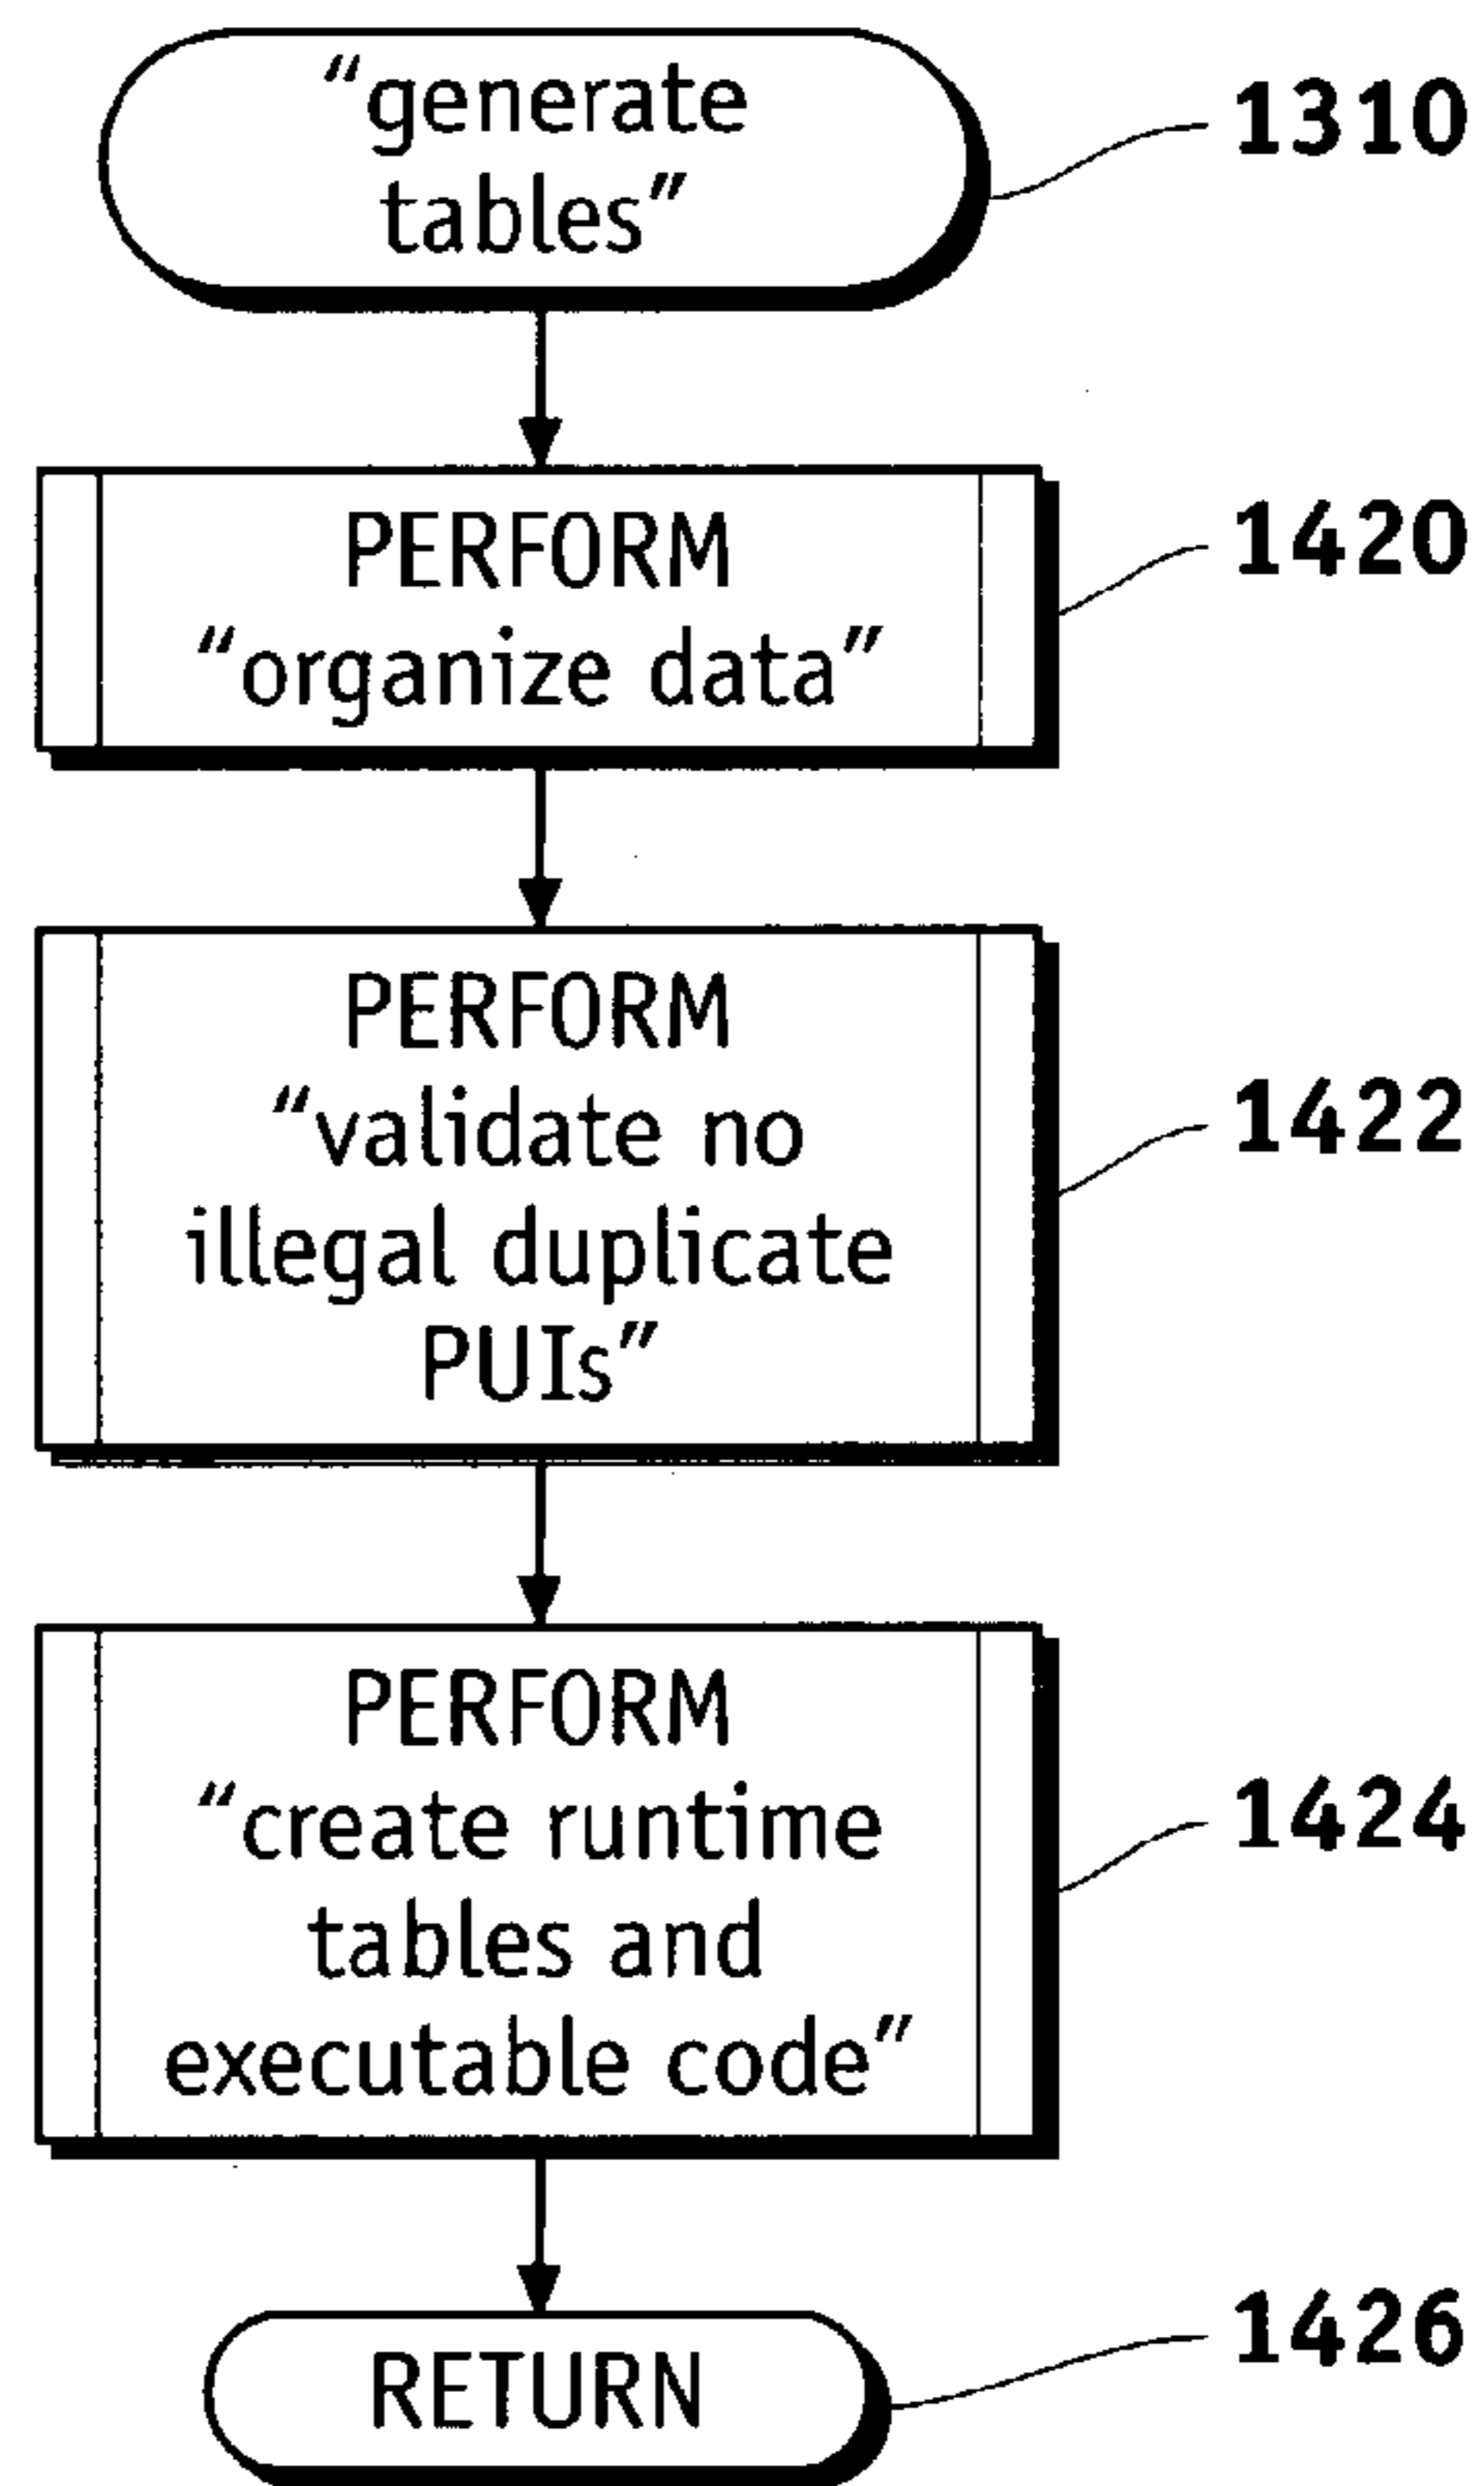 “generate
tables”
1310
PERFORM
“organize data”
1420
PERFORM
“validate no
illegal duplicate
PUIs”
1422
PERFORM
“create runtime
tables and
executable code”
1424
RETURN
1426